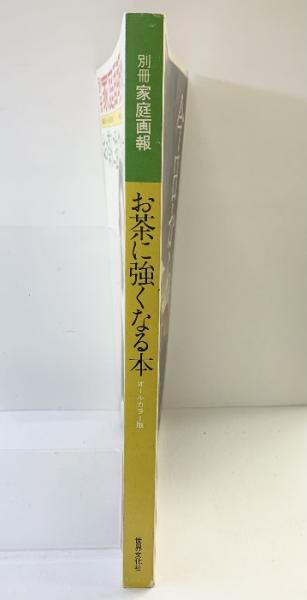 別冊家庭画報
お茶に強くなる本
オールカラー版
世界文化社